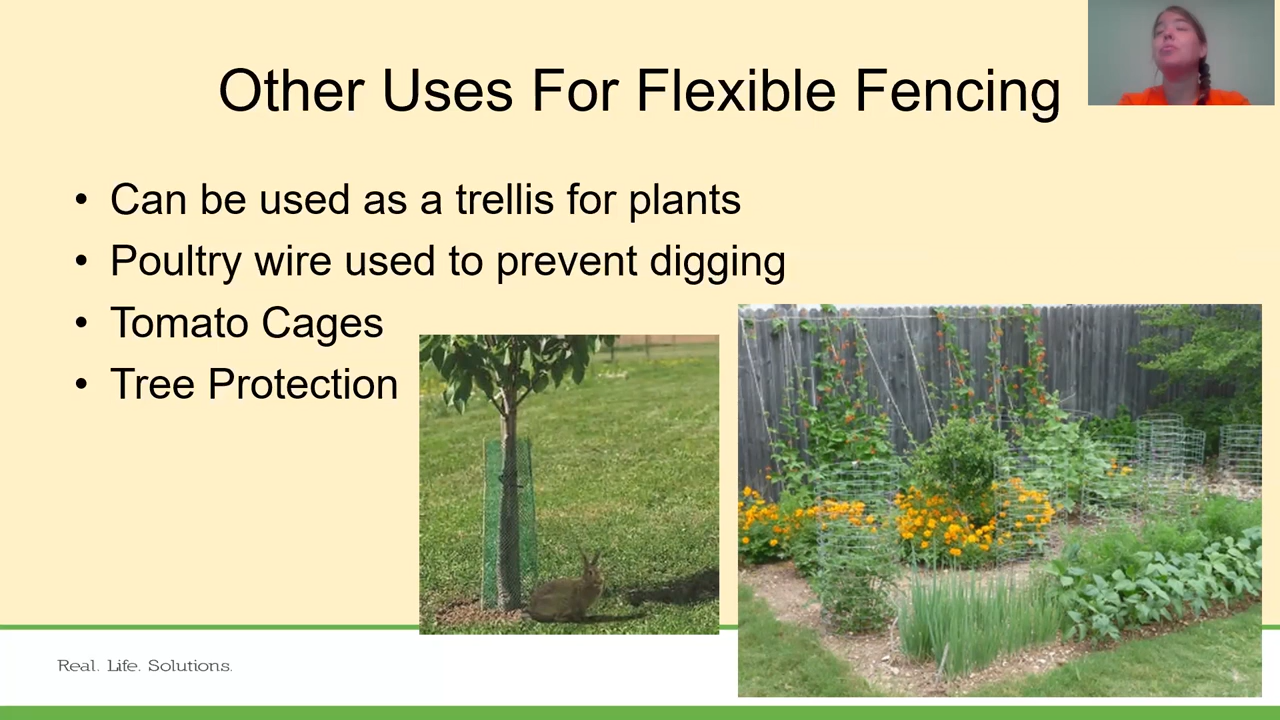 Other Uses For Flexible Fencing
• Can be used as a trellis for plants
• Poultry wire used to prevent digging
• Tomato Cages
• Tree Protection
Real. Life. Solutions.